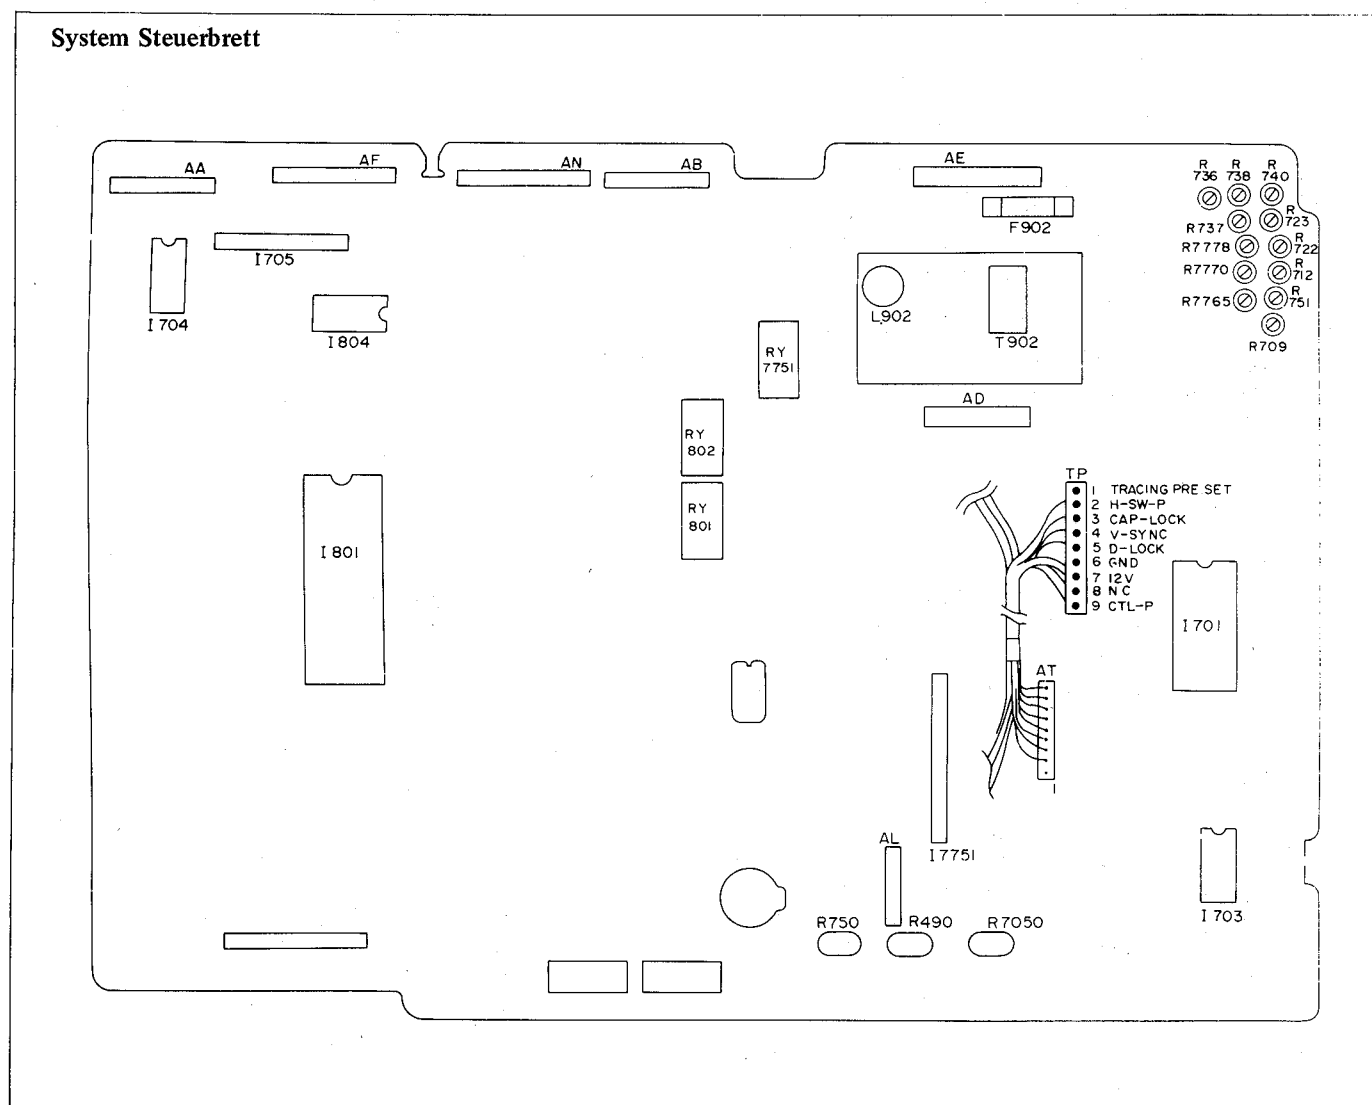 System Steuerbrett
AA
AF
AN
AB
AE
R
736
R
738
R
740
R
723
R737
F902
I705
R7778
R
722
R7770
R
712
R7765
R
751
I704
I804
L902
T902
R709
RY
7751
AD
RY
802
TP
1 TRACING PRE SET
2 H-SW-P
3 CAP-LOCK
4 V-SYNC
5 D-LOCK
6 GND
7 12V
8 NC
9 CTL-P
RY
801
I801
I701
AT
1
AL
I7751
I703
R750
R490
R7050